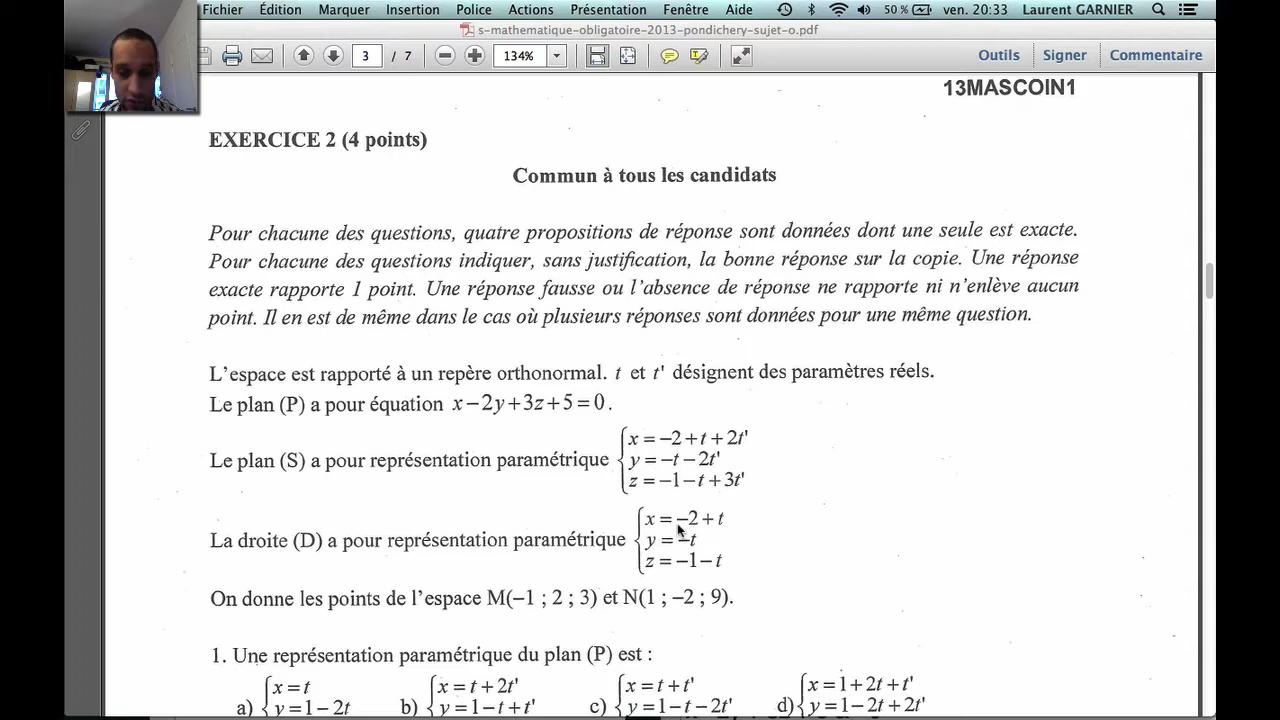 Fichier Édition Marquer Insertion Police Actions Présentation Fenêtre Aide 50 % ven. 20:33 Laurent GARNIER
s-mathematique-obligatoire-2013-pondichery-sujet-o.pdf
3 / 7 134% Outils Signer Commentaire
13MASCOIN1
EXERCICE 2 (4 points)
Commun à tous les candidats
Pour chacune des questions, quatre propositions de réponse sont données dont une seule est exacte.
Pour chacune des questions indiquer, sans justification, la bonne réponse sur la copie. Une réponse
exacte rapporte 1 point. Une réponse fausse ou l'absence de réponse ne rapporte ni n'enlève aucun
point. Il en est de même dans le cas où plusieurs réponses sont données pour une même question.
L'espace est rapporté à un repère orthonormal. t et t' désignent des paramètres réels.
Le plan (P) a pour équation x−2y+3z+5=0.
x=−2+t+2t'
Le plan (S) a pour représentation paramétrique y=−t−2t'
z=−1−t+3t'
x=−2+t
La droite (D) a pour représentation paramétrique y=−t
z=−1−t
On donne les points de l'espace M(−1 ; 2 ; 3) et N(1 ; −2 ; 9).
1. Une représentation paramétrique du plan (P) est :
x=t x=t+2t' x=t+t' x=1+2t+t'
a) y=1−2t b) y=1−t+t' c) y=1−t−2t' d) y=1−2t+2t'